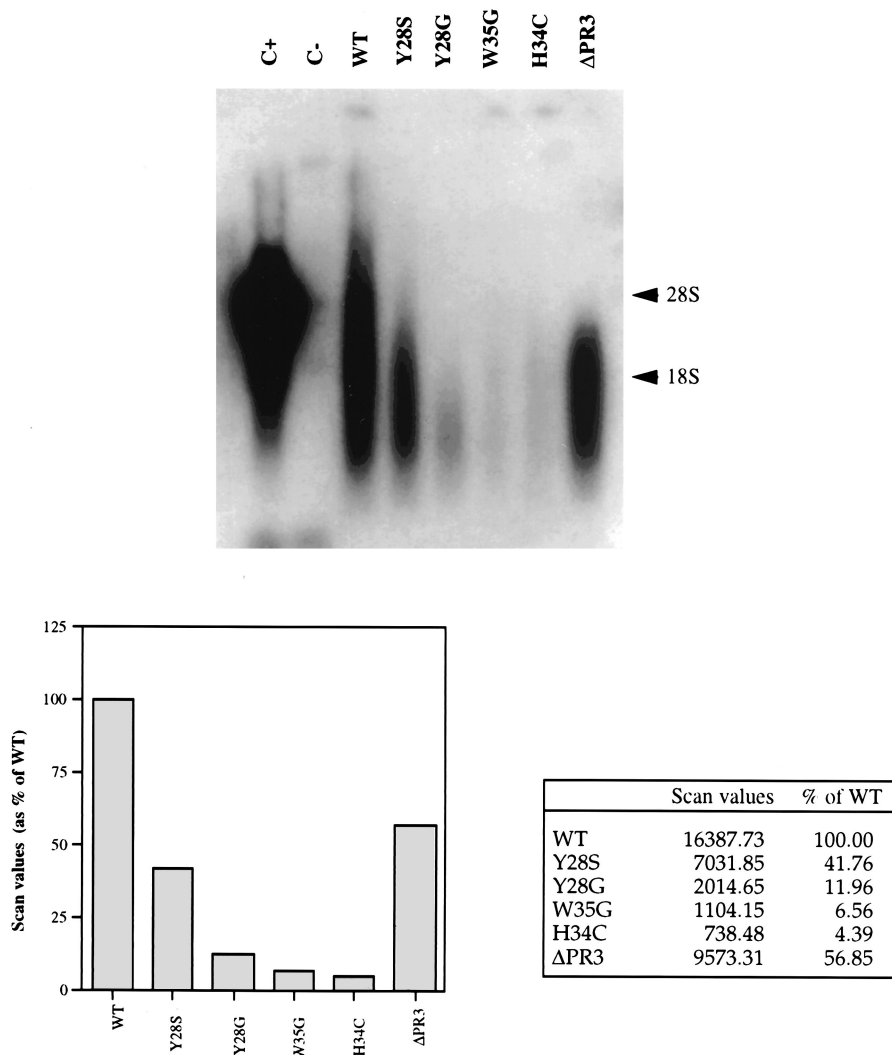 C+ C- WT Y28S Y28G W35G H34C ΔPR3
28S
18S
125
100
75
50
25
0
Scan values (as % of WT)
WT Y28S Y28G W35G H34C ΔPR3
Scan values % of WT
WT 16387.73 100.00
Y28S 7031.85 41.76
Y28G 2014.65 11.96
W35G 1104.15 6.56
H34C 738.48 4.39
ΔPR3 9573.31 56.85